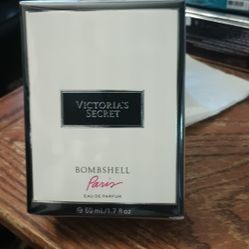 VICTORIA'S
SECRET
BOMBSHELL
Paris
EAU DE PARFUM
℮ 50 mL/1.7 fl oz